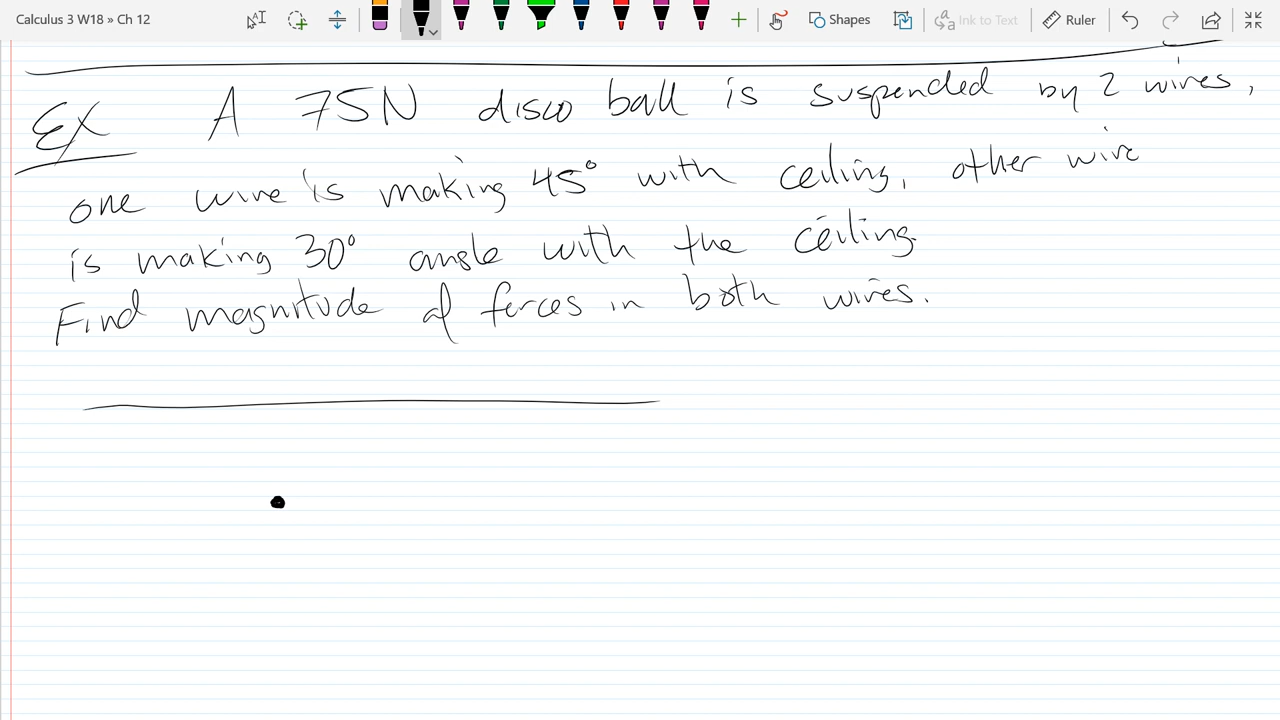 Calculus 3 W18 » Ch 12
Shapes
Ink to Text
Ruler
Ex A 75N disco ball is suspended by 2 wires,
one wire is making 45° with ceiling, other wire
is making 30° angle with the ceiling.
Find magnitude of forces in both wires.